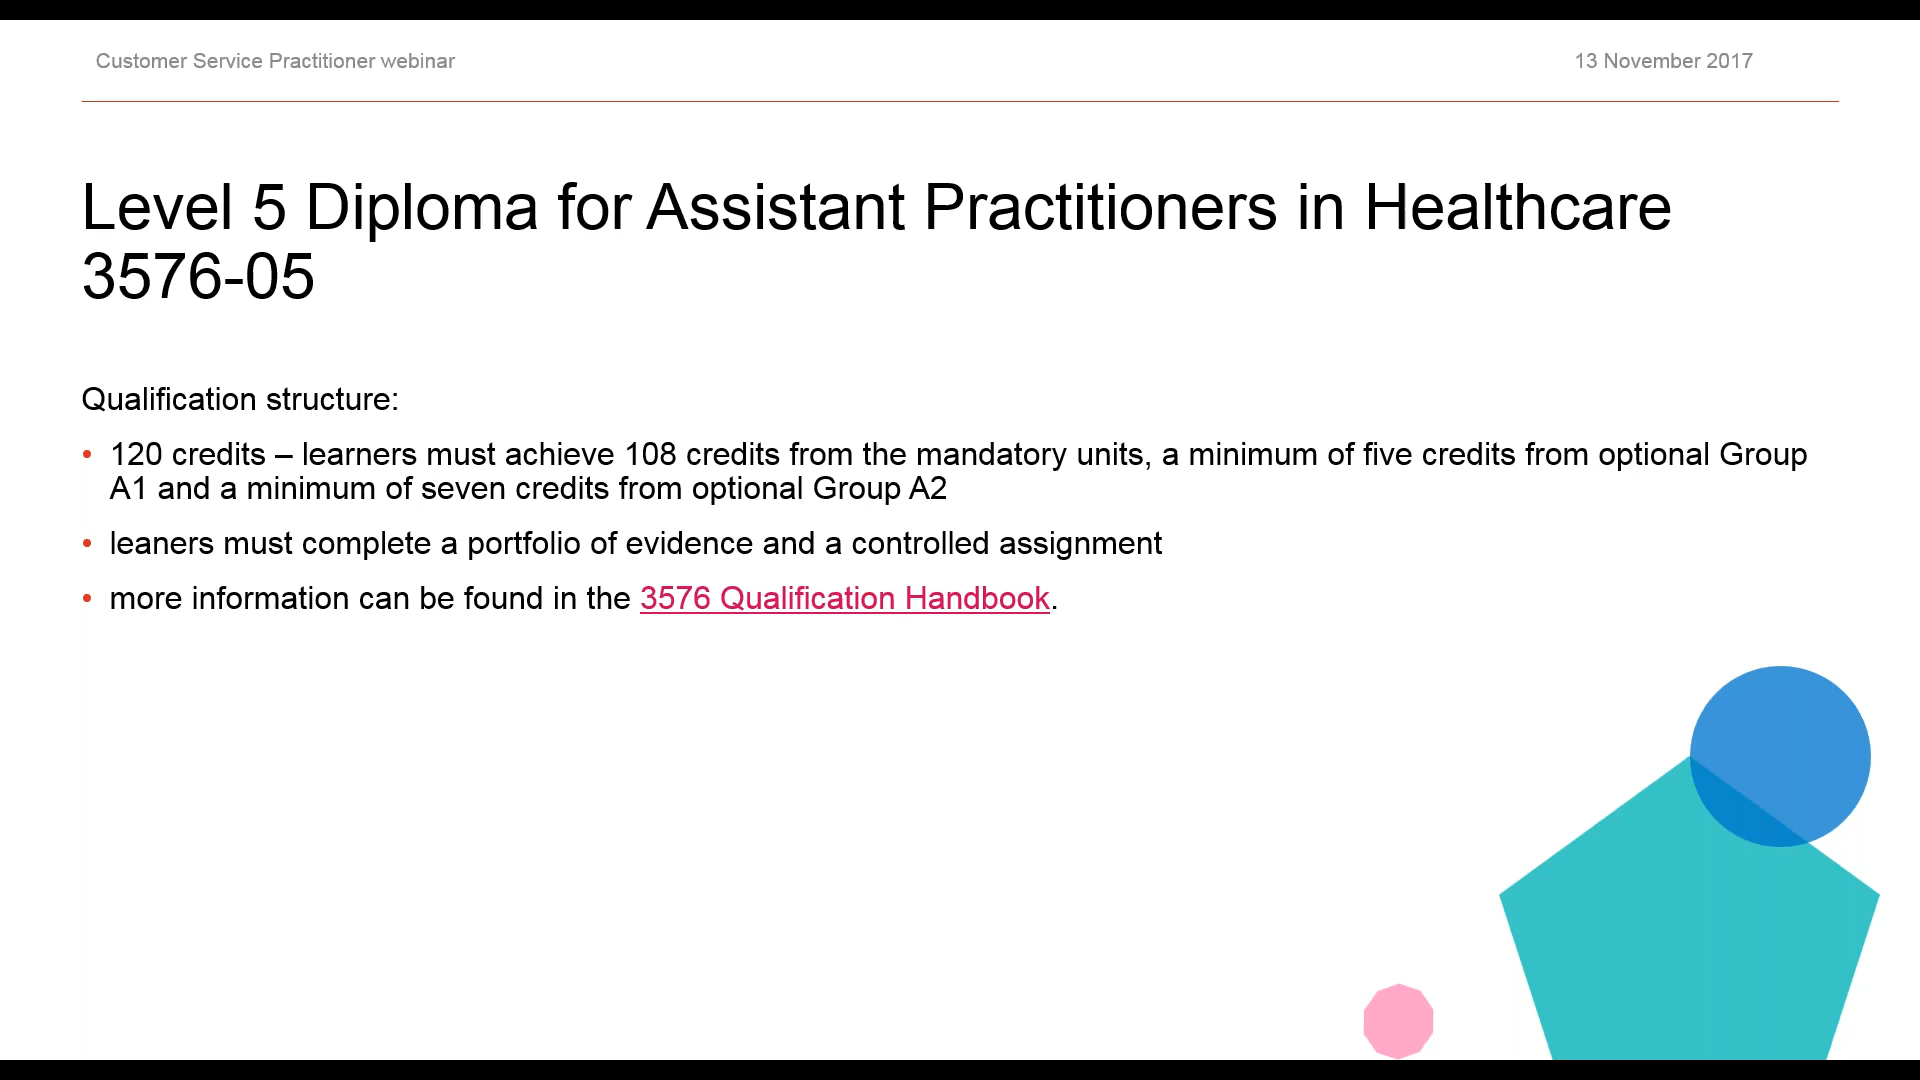 Customer Service Practitioner webinar
13 November 2017
Level 5 Diploma for Assistant Practitioners in Healthcare
3576-05
Qualification structure:
• 120 credits – learners must achieve 108 credits from the mandatory units, a minimum of five credits from optional Group
A1 and a minimum of seven credits from optional Group A2
• leaners must complete a portfolio of evidence and a controlled assignment
• more information can be found in the 3576 Qualification Handbook.